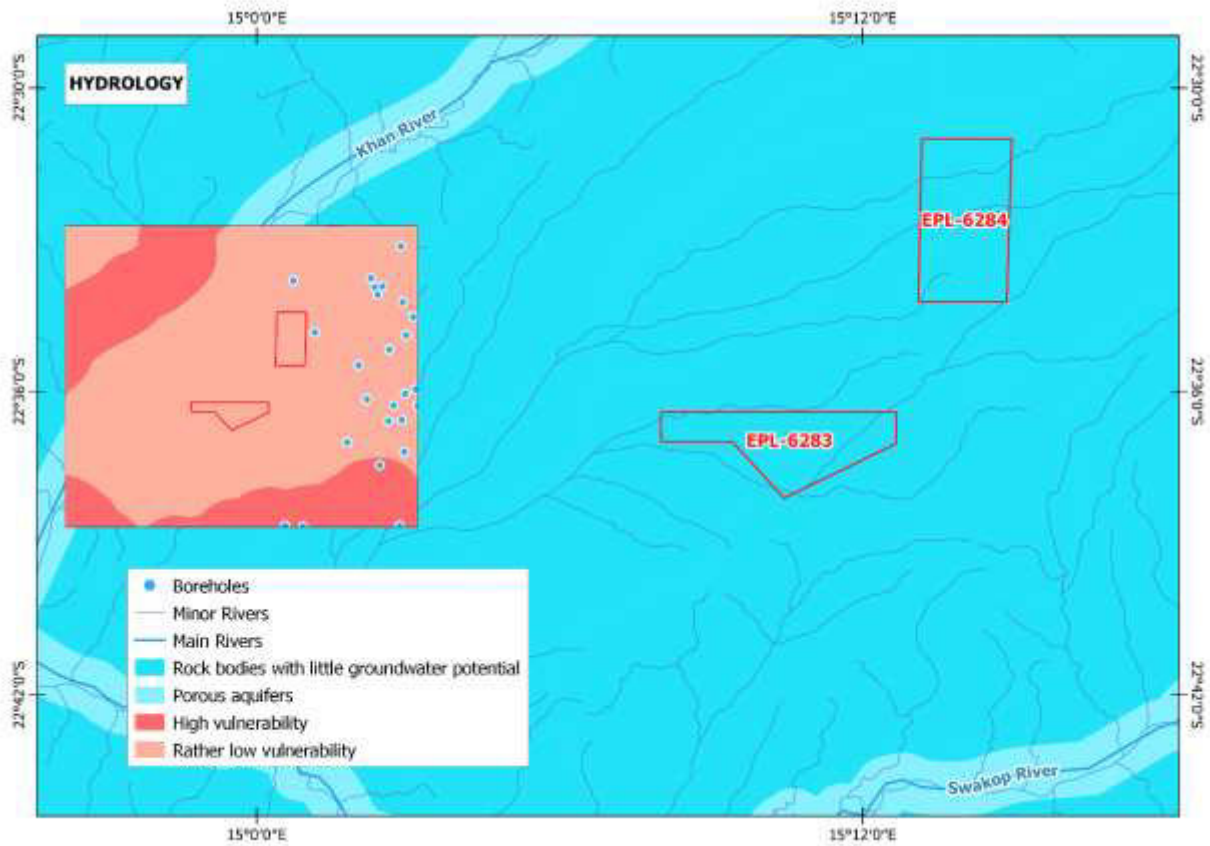 15°0'0"E
15°12'0"E
HYDROLOGY
22°30'0"S
22°30'0"S
Khan River
EPL-6284
22°36'0"S
22°36'0"S
EPL-6283
Boreholes
Minor Rivers
Main Rivers
Rock bodies with little groundwater potential
Porous aquifers
High vulnerability
Rather low vulnerability
22°42'0"S
22°42'0"S
Swakop River
15°0'0"E
15°12'0"E